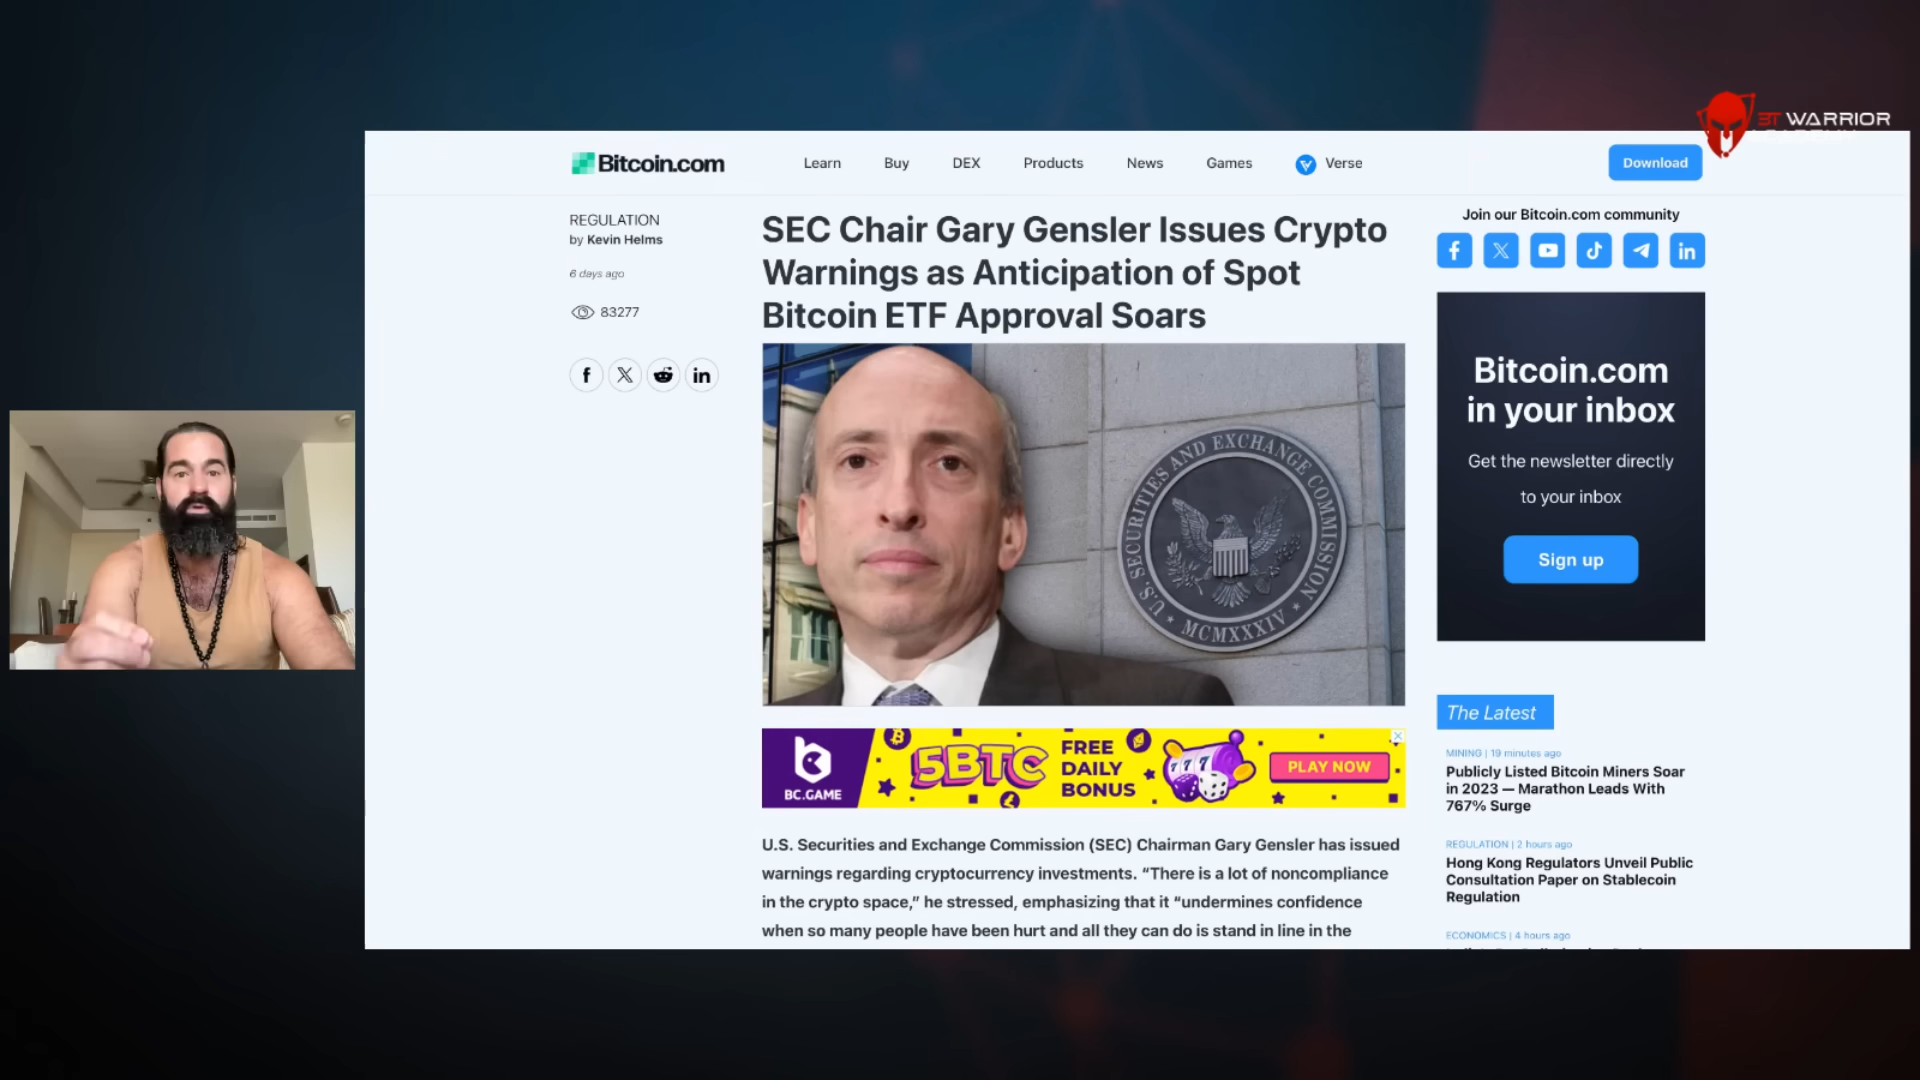 BT WARRIOR
Bitcoin.com
Learn
Buy
DEX
Products
News
Games
Verse
Download
REGULATION
by Kevin Helms
6 days ago
83277
SEC Chair Gary Gensler Issues Crypto
Warnings as Anticipation of Spot
Bitcoin ETF Approval Soars
U.S. SECURITIES AND EXCHANGE COMMISSION
MCMXXXIV
BC.GAME
5BTC
FREE
DAILY
BONUS
777
PLAY NOW
U.S. Securities and Exchange Commission (SEC) Chairman Gary Gensler has issued
warnings regarding cryptocurrency investments. “There is a lot of noncompliance
in the crypto space,” he stressed, emphasizing that it “undermines confidence
when so many people have been hurt and all they can do is stand in line in the
Join our Bitcoin.com community
Bitcoin.com
in your inbox
Get the newsletter directly
to your inbox
Sign up
The Latest
MINING | 19 minutes ago
Publicly Listed Bitcoin Miners Soar
in 2023 — Marathon Leads With
767% Surge
REGULATION | 2 hours ago
Hong Kong Regulators Unveil Public
Consultation Paper on Stablecoin
Regulation
ECONOMICS | 4 hours ago